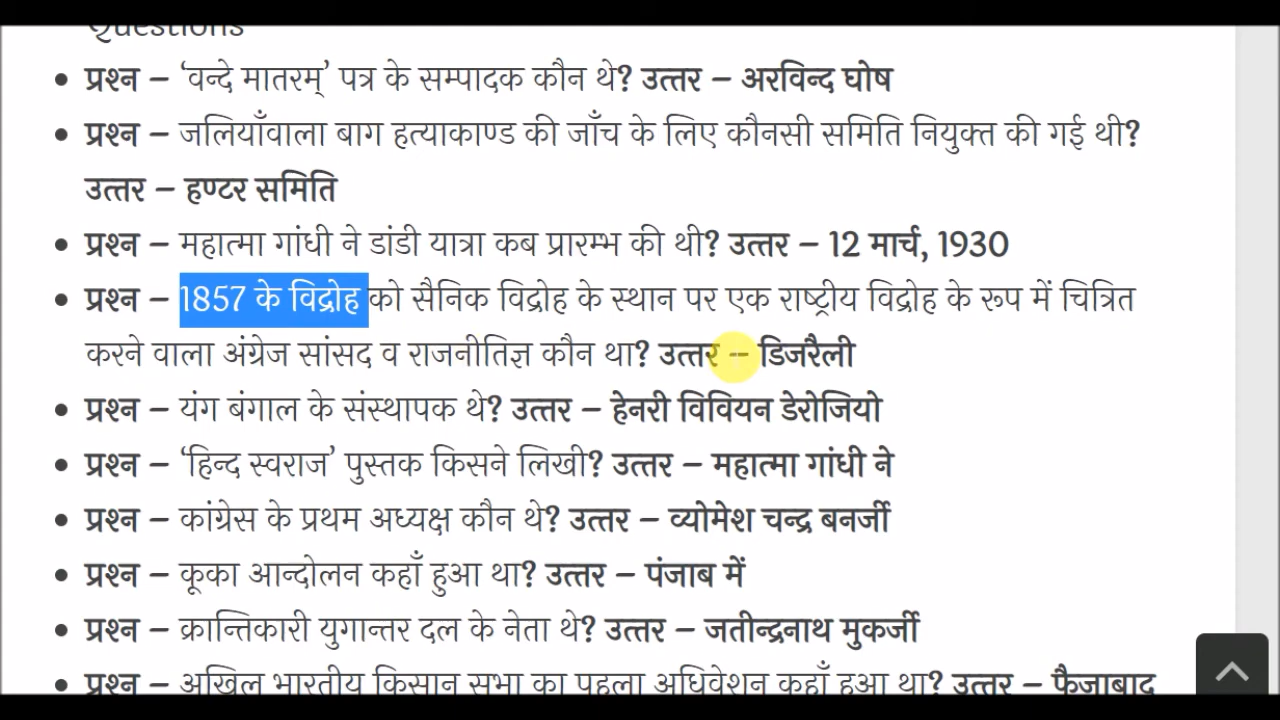 Questions
• प्रश्न – ‘वन्दे मातरम्’ पत्र के सम्पादक कौन थे? उत्तर – अरविन्द घोष
• प्रश्न – जलियाँवाला बाग हत्याकाण्ड की जाँच के लिए कौनसी समिति नियुक्त की गई थी?
उत्तर – हण्टर समिति
• प्रश्न – महात्मा गांधी ने डांडी यात्रा कब प्रारम्भ की थी? उत्तर – 12 मार्च, 1930
• प्रश्न – 1857 के विद्रोह को सैनिक विद्रोह के स्थान पर एक राष्ट्रीय विद्रोह के रूप में चित्रित
करने वाला अंग्रेज सांसद व राजनीतिज्ञ कौन था? उत्तर – डिजरैली
• प्रश्न – यंग बंगाल के संस्थापक थे? उत्तर – हेनरी विवियन डेरोजियो
• प्रश्न – ‘हिन्द स्वराज’ पुस्तक किसने लिखी? उत्तर – महात्मा गांधी ने
• प्रश्न – कांग्रेस के प्रथम अध्यक्ष कौन थे? उत्तर – व्योमेश चन्द्र बनर्जी
• प्रश्न – कूका आन्दोलन कहाँ हुआ था? उत्तर – पंजाब में
• प्रश्न – क्रान्तिकारी युगान्तर दल के नेता थे? उत्तर – जतीन्द्रनाथ मुकर्जी
• प्रश्न – अखिल भारतीय किसान सभा का पहला अधिवेशन कहाँ हुआ था? उत्तर – फैजाबाद